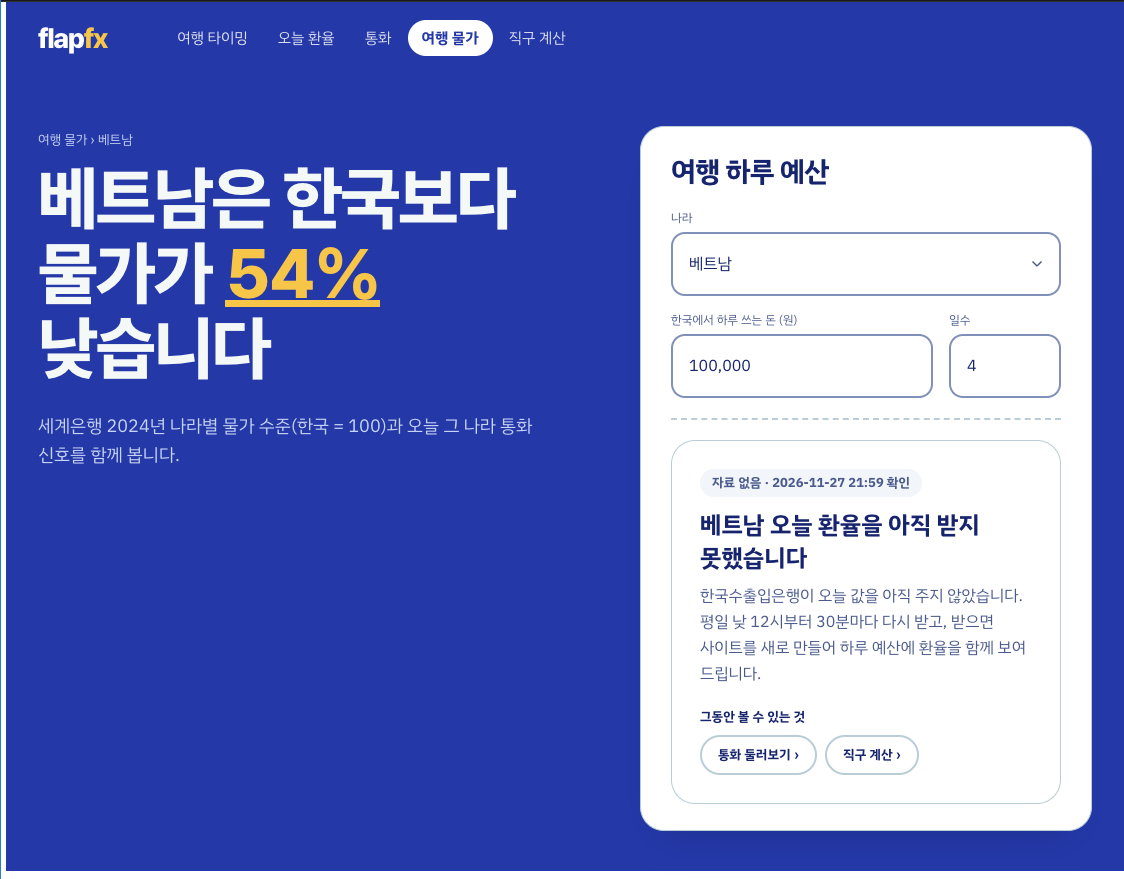 flapfx
여행 타이밍
오늘 환율
통화
여행 물가
직구 계산
여행 물가 › 베트남
베트남은 한국보다
물가가 54%
낮습니다
세계은행 2024년 나라별 물가 수준(한국 = 100)과 오늘 그 나라 통화
신호를 함께 봅니다.
여행 하루 예산
나라
베트남
한국에서 하루 쓰는 돈 (원)
일수
100,000
4
자료 없음 · 2026-11-27 21:59 확인
베트남 오늘 환율을 아직 받지
못했습니다
한국수출입은행이 오늘 값을 아직 주지 않았습니다.
평일 낮 12시부터 30분마다 다시 받고, 받으면
사이트를 새로 만들어 하루 예산에 환율을 함께 보여
드립니다.
그동안 볼 수 있는 것
통화 둘러보기 ›
직구 계산 ›